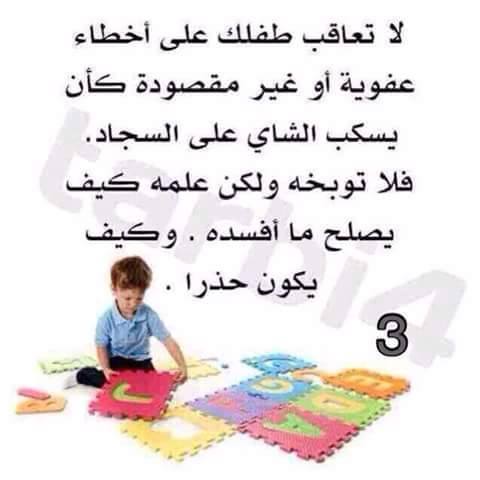 لا تعاقب طفلك على أخطاء
عفوية أو غير مقصودة كأن
يسكب الشاي على السجاد.
فلا توبخه ولكن علمه كيف
يصلح ما أفسده . وكيف
يكون حذرا .
3
tarbi4